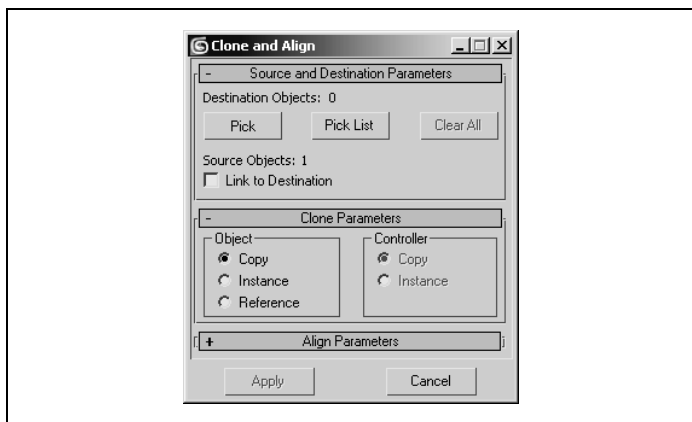 Clone and Align
- Source and Destination Parameters
Destination Objects: 0
Pick Pick List Clear All
Source Objects: 1
Link to Destination
- Clone Parameters
Object Controller
Copy Copy
Instance Instance
Reference
+ Align Parameters
Apply Cancel